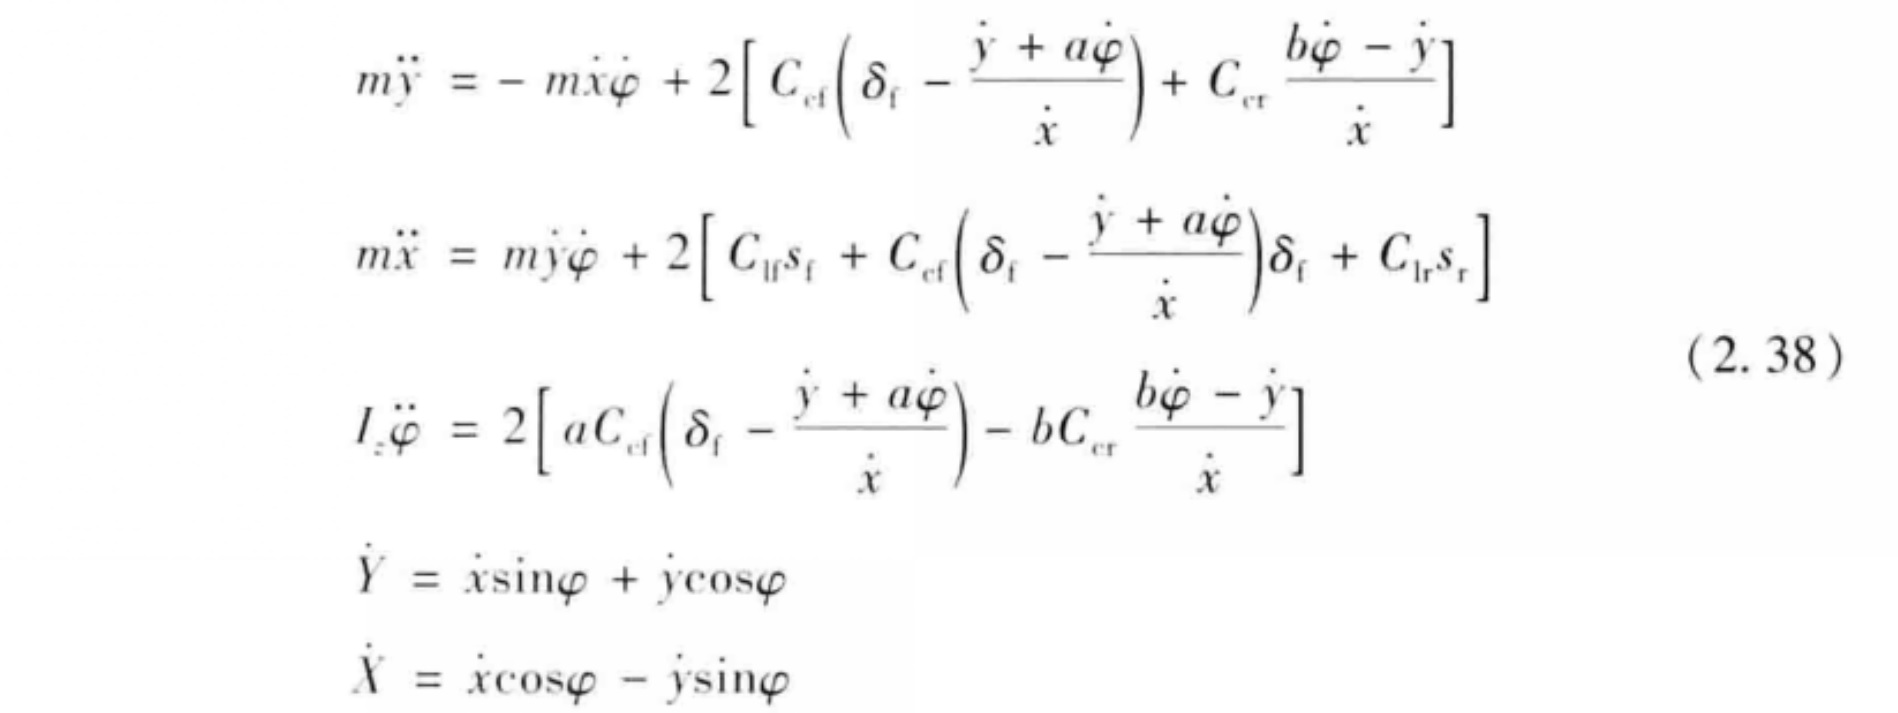 mÿ = − mẋφ̇ + 2[ C_cf( δ_f − (ẏ + aφ̇)/ẋ ) + C_cr (bφ̇ − ẏ)/ẋ ]
mẍ = mẏφ̇ + 2[ C_lf s_f + C_cf( δ_f − (ẏ + aφ̇)/ẋ )δ_f + C_lr s_r ]
(2.38)
I_z φ̈ = 2[ aC_cf( δ_f − (ẏ + aφ̇)/ẋ ) − bC_cr (bφ̇ − ẏ)/ẋ ]
Ẏ = ẋsinφ + ẏcosφ
Ẋ = ẋcosφ − ẏsinφ